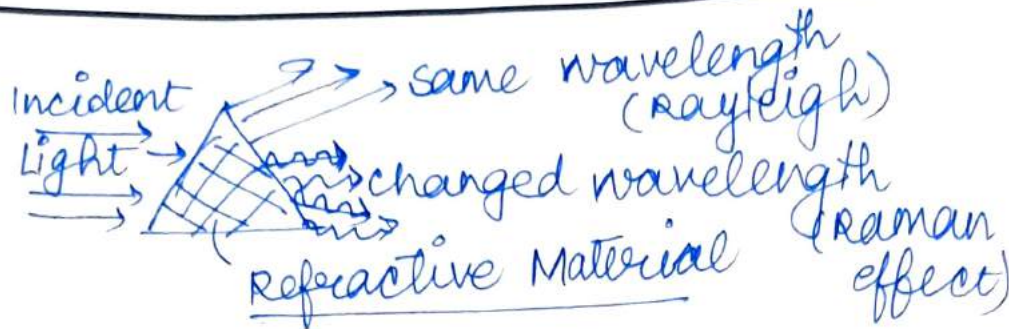 Incident
Light
same wavelength
(Rayleigh)
changed wavelength
(Raman
effect)
Refractive Material